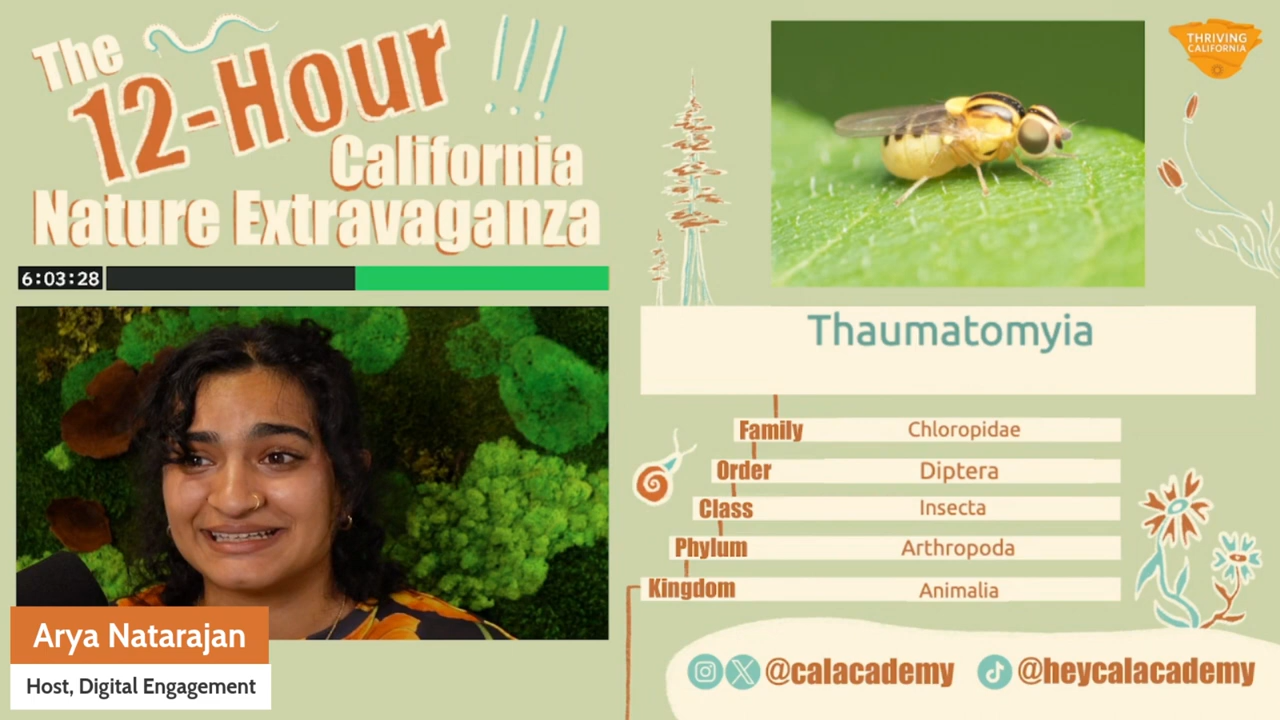 The
12-Hour
!!!
California
Nature Extravaganza
6:03:28
Arya Natarajan
Host, Digital Engagement
THRIVING
CALIFORNIA
Thaumatomyia
Family Chloropidae
Order Diptera
Class Insecta
Phylum Arthropoda
Kingdom Animalia
@calacademy @heycalacademy